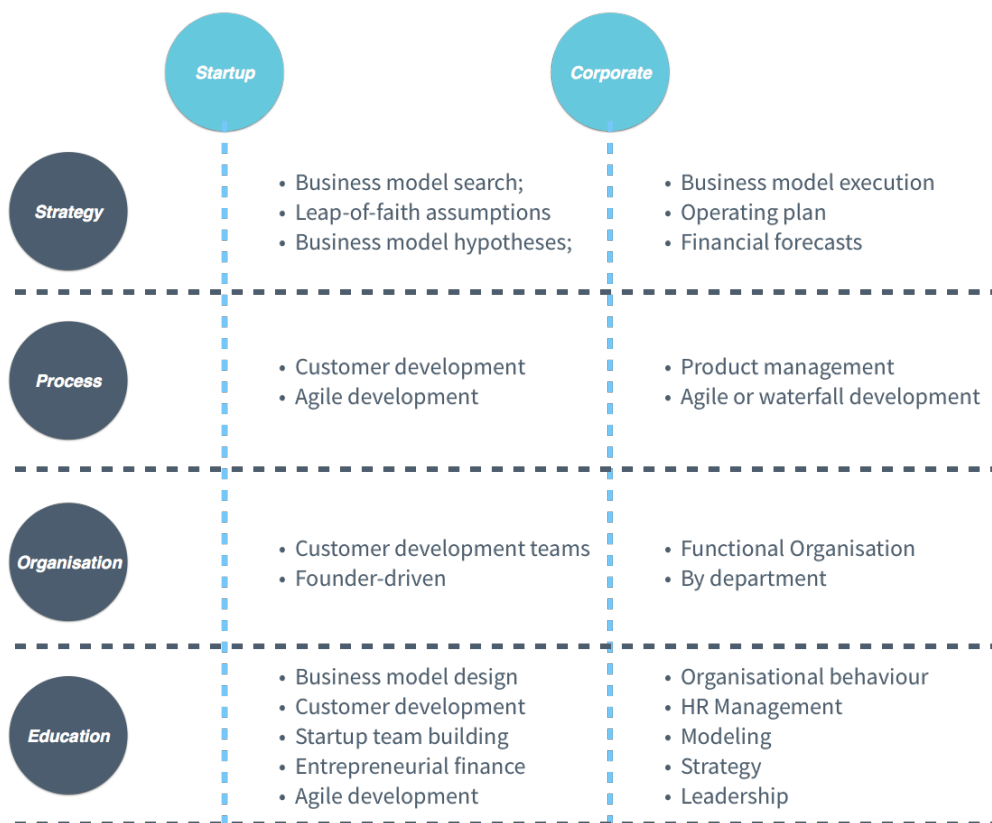 Startup
Corporate
Strategy
• Business model search;
• Leap-of-faith assumptions
• Business model hypotheses;
• Business model execution
• Operating plan
• Financial forecasts
Process
• Customer development
• Agile development
• Product management
• Agile or waterfall development
Organisation
• Customer development teams
• Founder-driven
• Functional Organisation
• By department
Education
• Business model design
• Customer development
• Startup team building
• Entrepreneurial finance
• Agile development
• Organisational behaviour
• HR Management
• Modeling
• Strategy
• Leadership